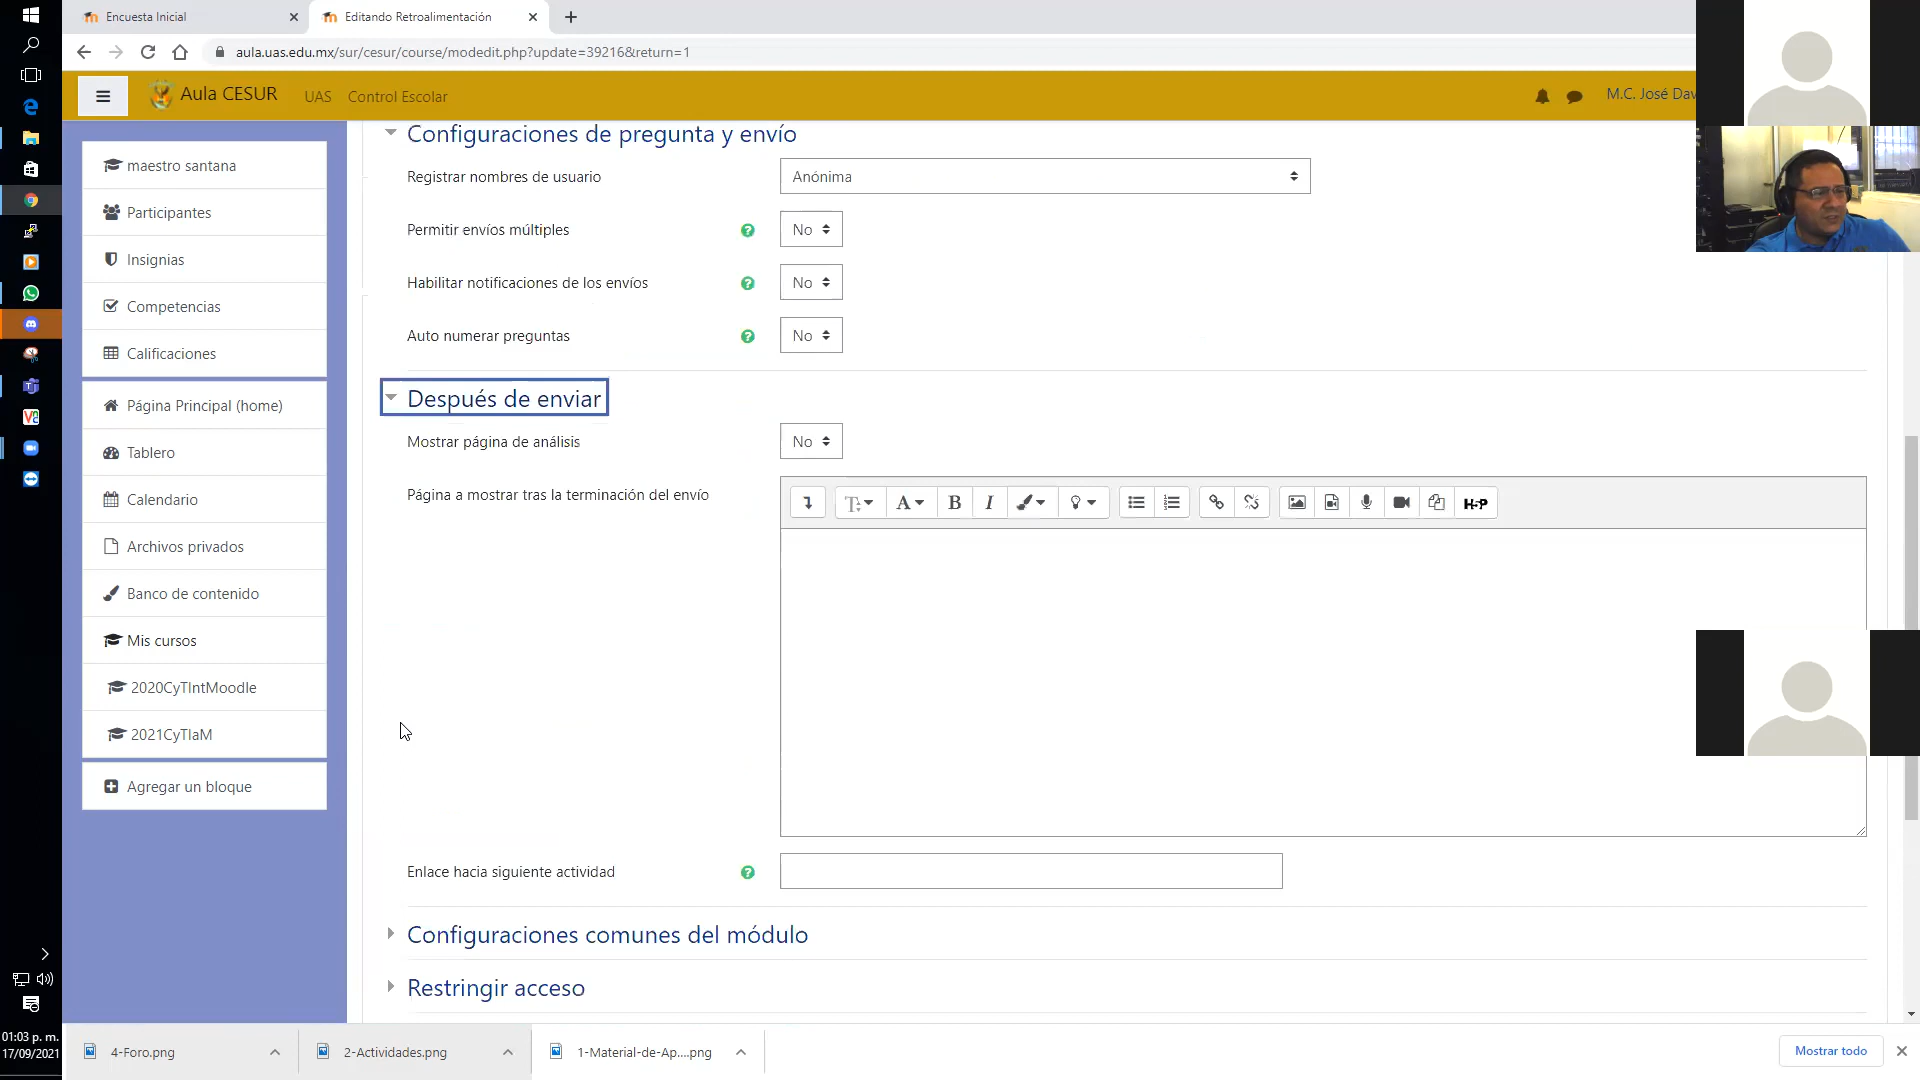 Encuesta Inicial
Editando Retroalimentación
aula.uas.edu.mx/sur/cesur/course/modedit.php?update=39216&return=1
Aula CESUR
UAS
Control Escolar
M.C. José Dav
maestro santana
Participantes
Insignias
Competencias
Calificaciones
Página Principal (home)
Tablero
Calendario
Archivos privados
Banco de contenido
Mis cursos
2020CyTIntMoodle
2021CyTIaM
Agregar un bloque
Configuraciones de pregunta y envío
Registrar nombres de usuario
Anónima
Permitir envíos múltiples
No
Habilitar notificaciones de los envíos
No
Auto numerar preguntas
No
Después de enviar
Mostrar página de análisis
No
Página a mostrar tras la terminación del envío
H-P
Enlace hacia siguiente actividad
Configuraciones comunes del módulo
Restringir acceso
01:03 p. m.
17/09/2021
4-Foro.png
2-Actividades.png
1-Material-de-Ap....png
Mostrar todo